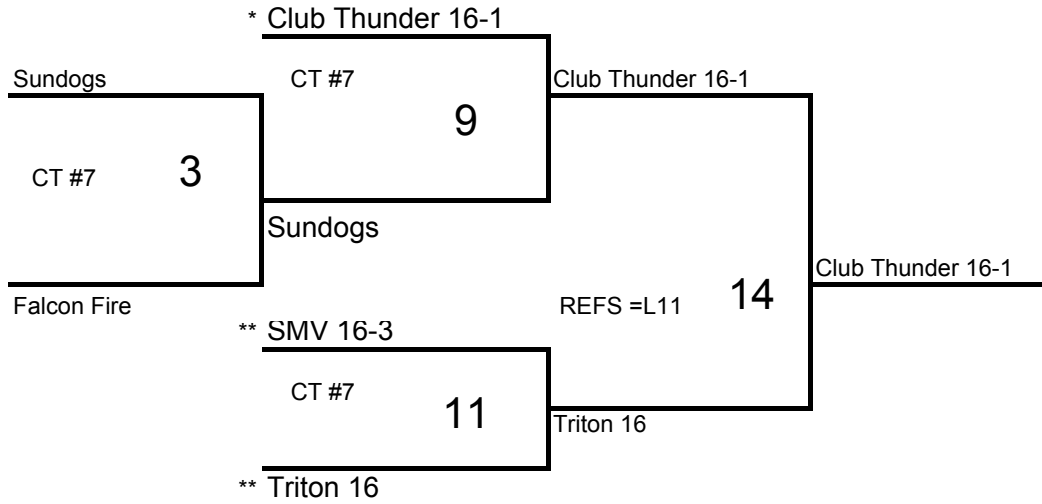 * Club Thunder 16-1
Sundogs
CT #7
Club Thunder 16-1
9
CT #7
3
Sundogs
Club Thunder 16-1
Falcon Fire
REFS =L11
14
** SMV 16-3
CT #7
11
Triton 16
** Triton 16